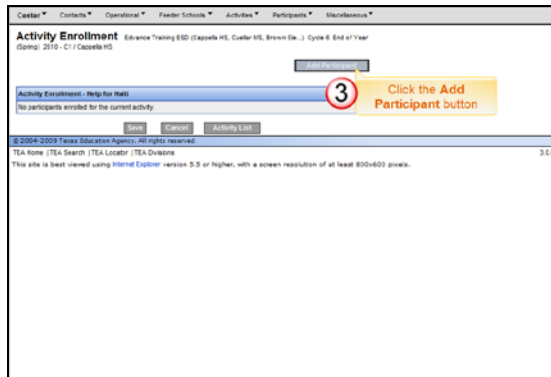 Center Contacts Operational Feeder Schools Activities Participants Miscellaneous
Activity Enrollment Edvance Training ESD (Cappella HS, Cuellar MS, Brown Ele...) Cycle 6 End of Year
(Spring) 2010 - C1 / Cappella HS
Add Participant
3
Click the Add
Participant button
Activity Enrollment - Help for Haiti
No participants enrolled for the current activity
Save Cancel Activity List
© 2004-2009 Texas Education Agency. All rights reserved.
TEA Home | TEA Search | TEA Locator | TEA Divisions 3.0
This site is best viewed using Internet Explorer version 5.5 or higher, with a screen resolution of at least 800x600 pixels.